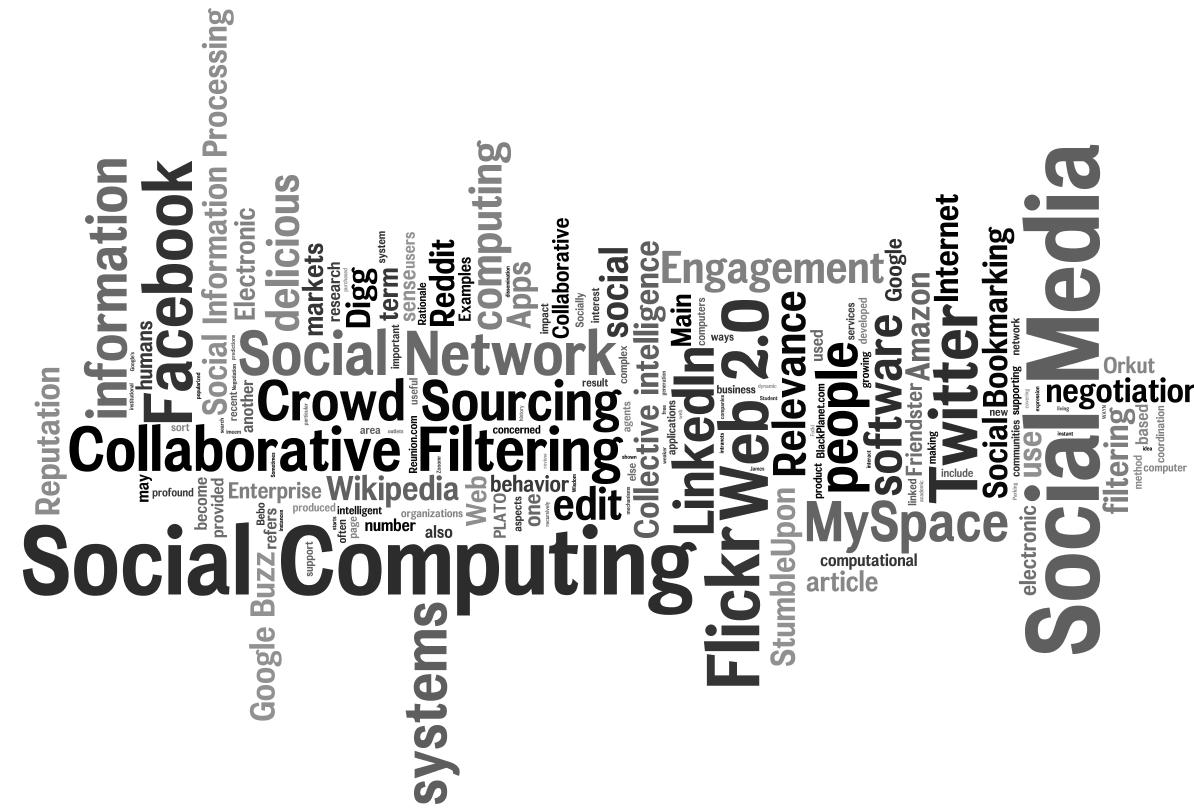 Social Information Processing
information
Facebook
Electronic
delicious
markets
research
Digg
term
system
senseusers
Rationale
Reddit
Examples
computing
Apps
impact
Collaborative
Socially
interest
social
Engagement
Google
Internet
Social Media
humans
Reputation
another
recent
Social Network
important
complex
Collective intelligence
Main
computers
ways
LinkedIn
Web 2.0
Relevance
used
services
developed
growing
people
software
Amazon
Friendster
linked
Twitter
Social Bookmarking
network
supporting
communities
new
Orkut
negotiation
Crowd Sourcing
result
useful
business
Student
BlackPlanet.com
product
making
include
sort
area
concerned
Collaborative Filtering
Reunion.com
agents
else
applications
filtering
based
idea
method
coordination
computer
use
electronic
instant
may
profound
become
provided
Enterprise
Wikipedia
Web
behavior
PLATO
aspects
one
edit
Bebo
refers
produced
intelligent
often
page
number
organizations
also
MySpace
Flickr
StumbleUpon
computational
article
James
Social Computing
support
Google Buzz
systems